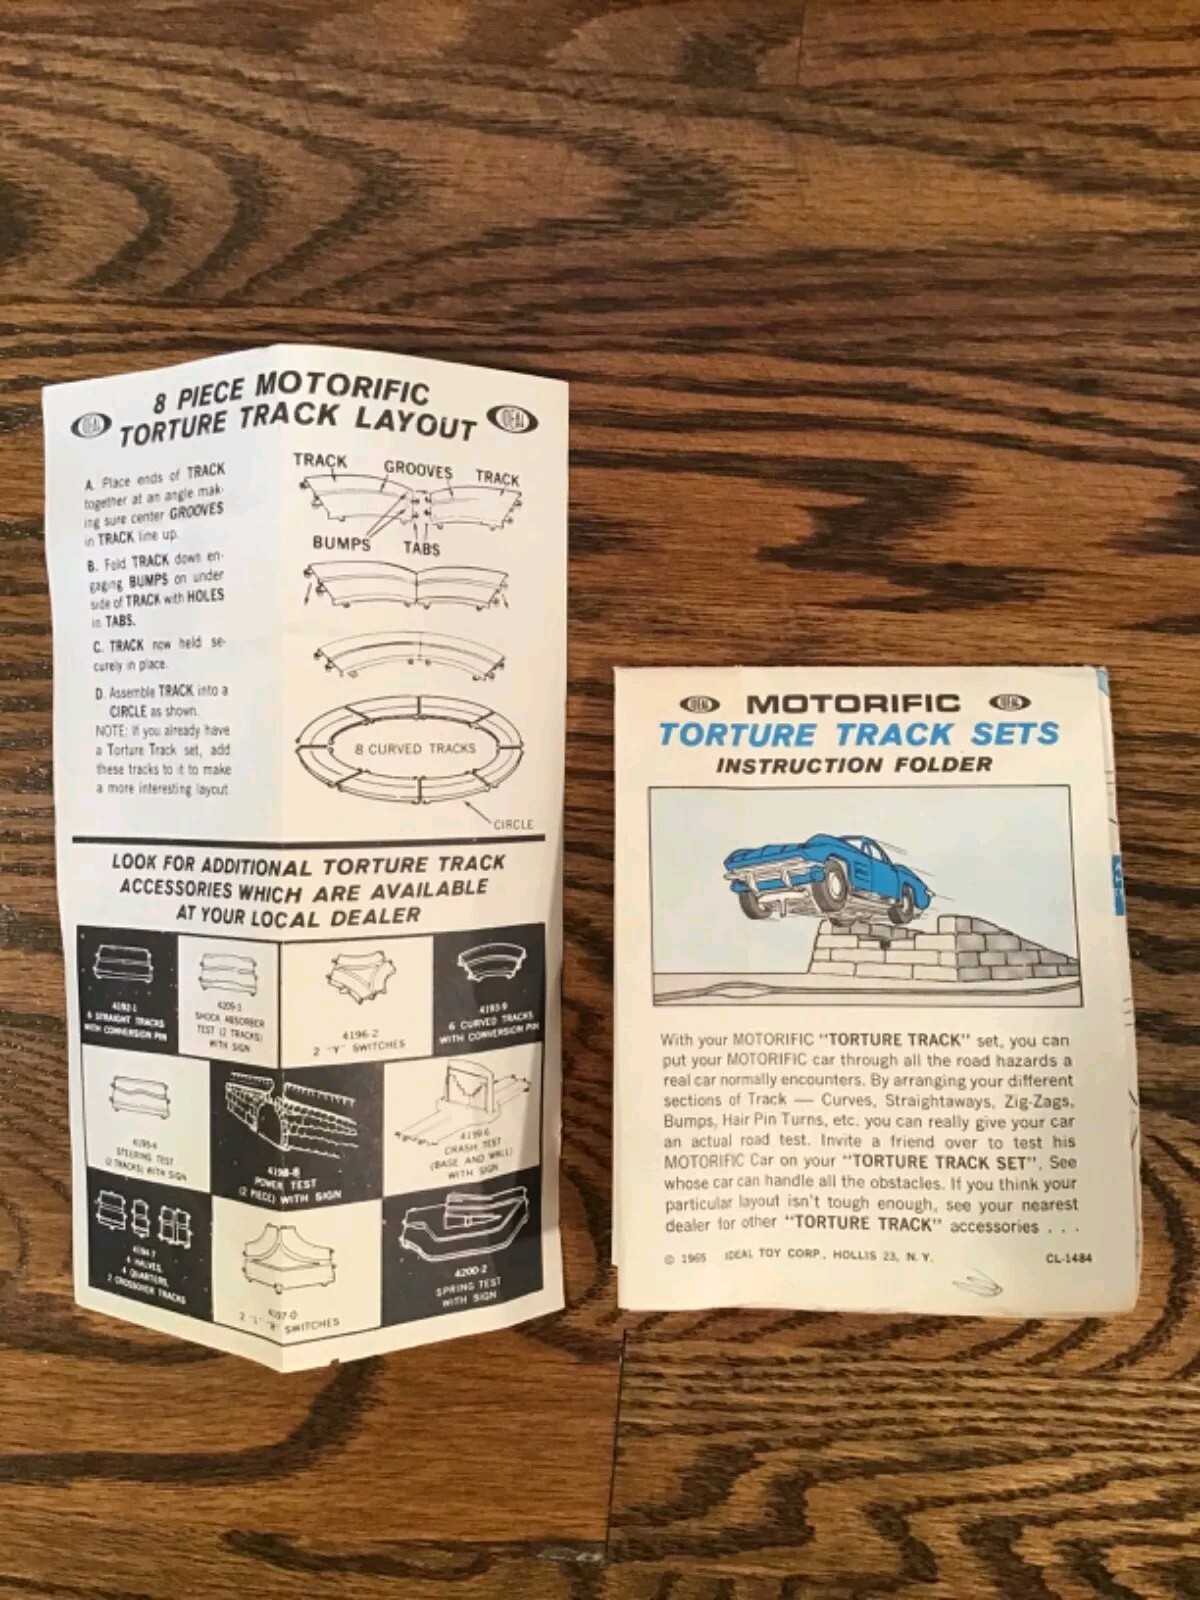 8 PIECE MOTORIFIC
TORTURE TRACK LAYOUT
IDEAL
IDEAL
A. Place ends of TRACK
together at an angle mak-
ing sure center GROOVES
in TRACK line up.
B. Fold TRACK down en-
gaging BUMPS on under
side of TRACK with HOLES
in TABS.
C. TRACK now held se-
curely in place.
D. Assemble TRACK into a
CIRCLE as shown.
NOTE: If you already have
a Torture Track set, add
these tracks to it to make
a more interesting layout
TRACK
GROOVES
TRACK
BUMPS
TABS
8 CURVED TRACKS
CIRCLE
LOOK FOR ADDITIONAL TORTURE TRACK
ACCESSORIES WHICH ARE AVAILABLE
AT YOUR LOCAL DEALER
4192-1
6 STRAIGHT TRACKS
WITH CONVERSION PIN
SHOCK ABSORBER
TEST (2 TRACKS)
WITH SIGN
4196-2
2 "Y" SWITCHES
4193-9
6 CURVED TRACKS
WITH CONVERSION PIN
STEERING TEST
(2 TRACKS) WITH SIGN
4198-8
POWER TEST
(2 PIECE) WITH SIGN
4199-6
CRASH TEST
(BASE AND WALL)
WITH SIGN
4194-7
4 HALVES,
4 QUARTERS,
2 CROSSOVER TRACKS
4197-0
2 SWITCHES
4200-2
SPRING TEST
WITH SIGN
IDEAL MOTORIFIC IDEAL
TORTURE TRACK SETS
INSTRUCTION FOLDER
With your MOTORIFIC "TORTURE TRACK" set, you can
put your MOTORIFIC car through all the road hazards a
real car normally encounters. By arranging your different
sections of Track — Curves, Straightaways, Zig-Zags,
Bumps, Hair Pin Turns, etc. you can really give your car
an actual road test. Invite a friend over to test his
MOTORIFIC Car on your "TORTURE TRACK SET". See
whose car can handle all the obstacles. If you think your
particular layout isn't tough enough, see your nearest
dealer for other "TORTURE TRACK" accessories . . .
© 1965 IDEAL TOY CORP., HOLLIS 23, N. Y. CL-1484